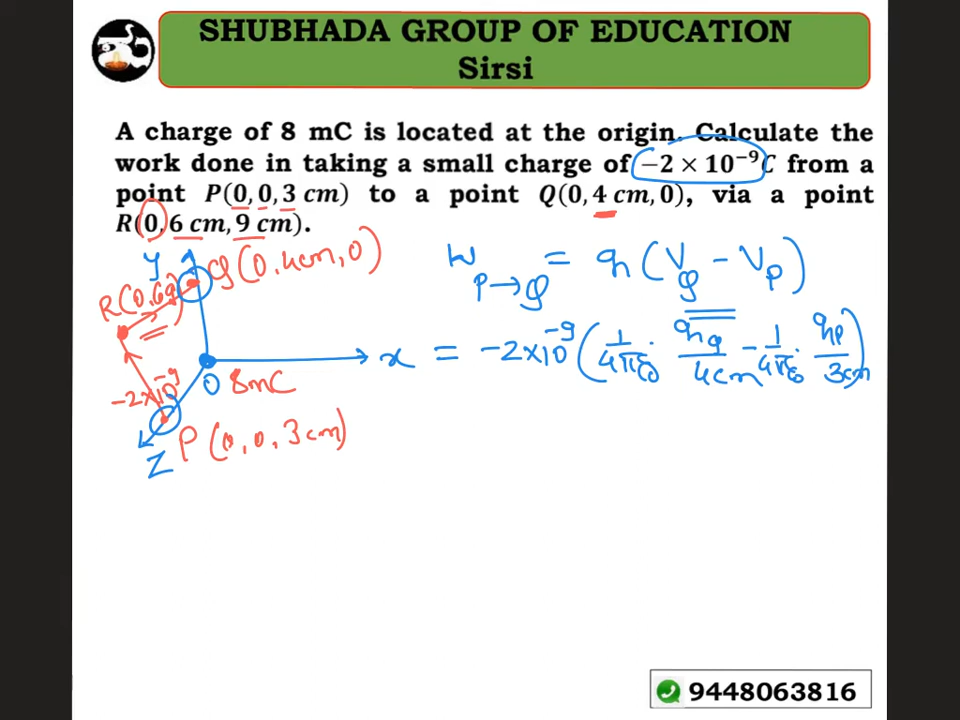 SHUBHADA GROUP OF EDUCATION
Sirsi
A charge of 8 mC is located at the origin. Calculate the
work done in taking a small charge of −2 × 10⁻⁹C from a
point P(0, 0, 3 cm) to a point Q(0, 4 cm, 0), via a point
R(0, 6 cm, 9 cm).
y
Q(0,4cm,0)
R(0,6,9)
W P→Q = q(V_Q − V_P)
x
= −2×10⁻⁹ (1/4πε₀ · q_Q/4cm − 1/4πε₀ · q_P/3cm)
O 8mC
−2×10⁻⁹
P(0,0,3cm)
Z
9448063816